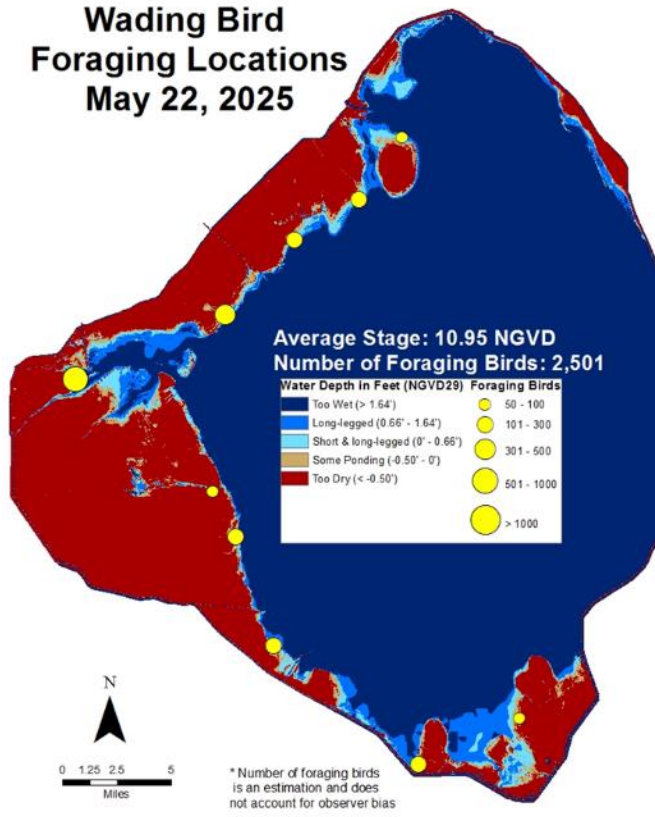 Wading Bird
Foraging Locations
May 22, 2025
Average Stage: 10.95 NGVD
Number of Foraging Birds: 2,501
Water Depth in Feet (NGVD29)
Too Wet (> 1.64')
Long-legged (0.66' - 1.64')
Short & long-legged (0' - 0.66')
Some Ponding (-0.50' - 0')
Too Dry (< -0.50')
Foraging Birds
50 - 100
101 - 300
301 - 500
501 - 1000
> 1000
N
0 1.25 2.5 5
Miles
* Number of foraging birds
is an estimation and does
not account for observer bias